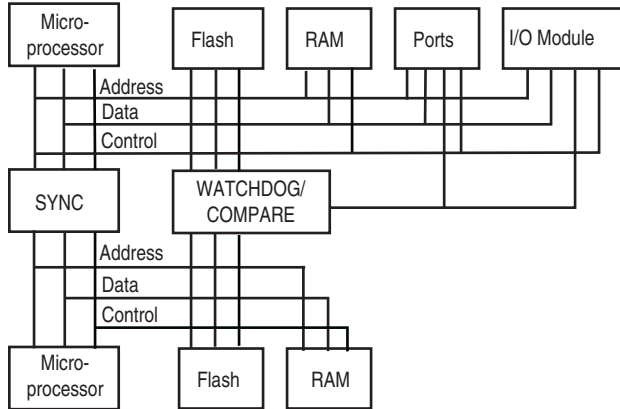 Micro-
processor
Flash
RAM
Ports
I/O Module
Address
Data
Control
SYNC
WATCHDOG/
COMPARE
Address
Data
Control
Micro-
processor
Flash
RAM